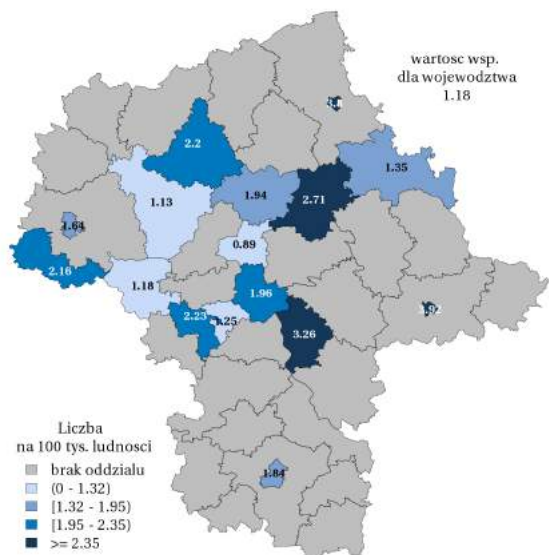 wartosc wsp.
dla wojewodztwa
1.18
2.2
1.35
1.94
2.71
1.13
1.64
0.89
2.16
1.18
1.96
2.23
.25
3.26
1.84
Liczba
na 100 tys. ludnosci
brak oddzialu
(0 - 1.32)
[1.32 - 1.95)
[1.95 - 2.35)
>= 2.35